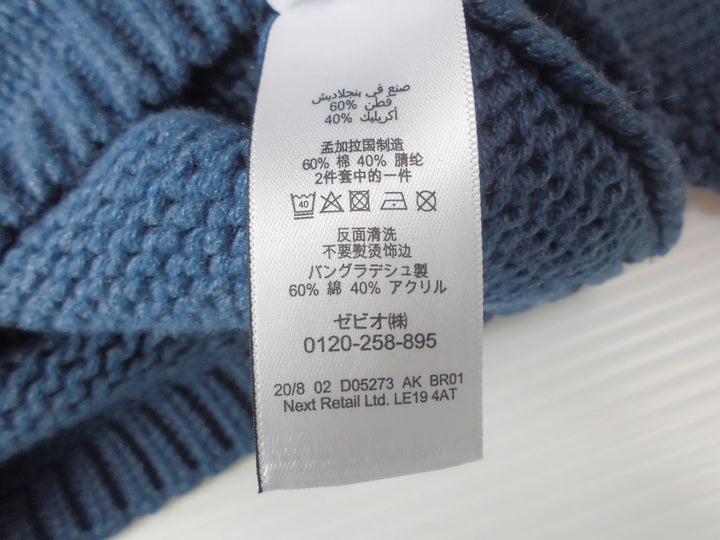 صنع في بنجلاديش
60% قطن
40% أكريليك
孟加拉国制造
60% 棉 40% 腈纶
2件套中的一件
40
反面清洗
不要熨烫饰边
バングラデシュ製
60% 綿 40% アクリル
ゼビオ(株)
0120-258-895
20/8 02 D05273 AK BR01
Next Retail Ltd. LE19 4AT